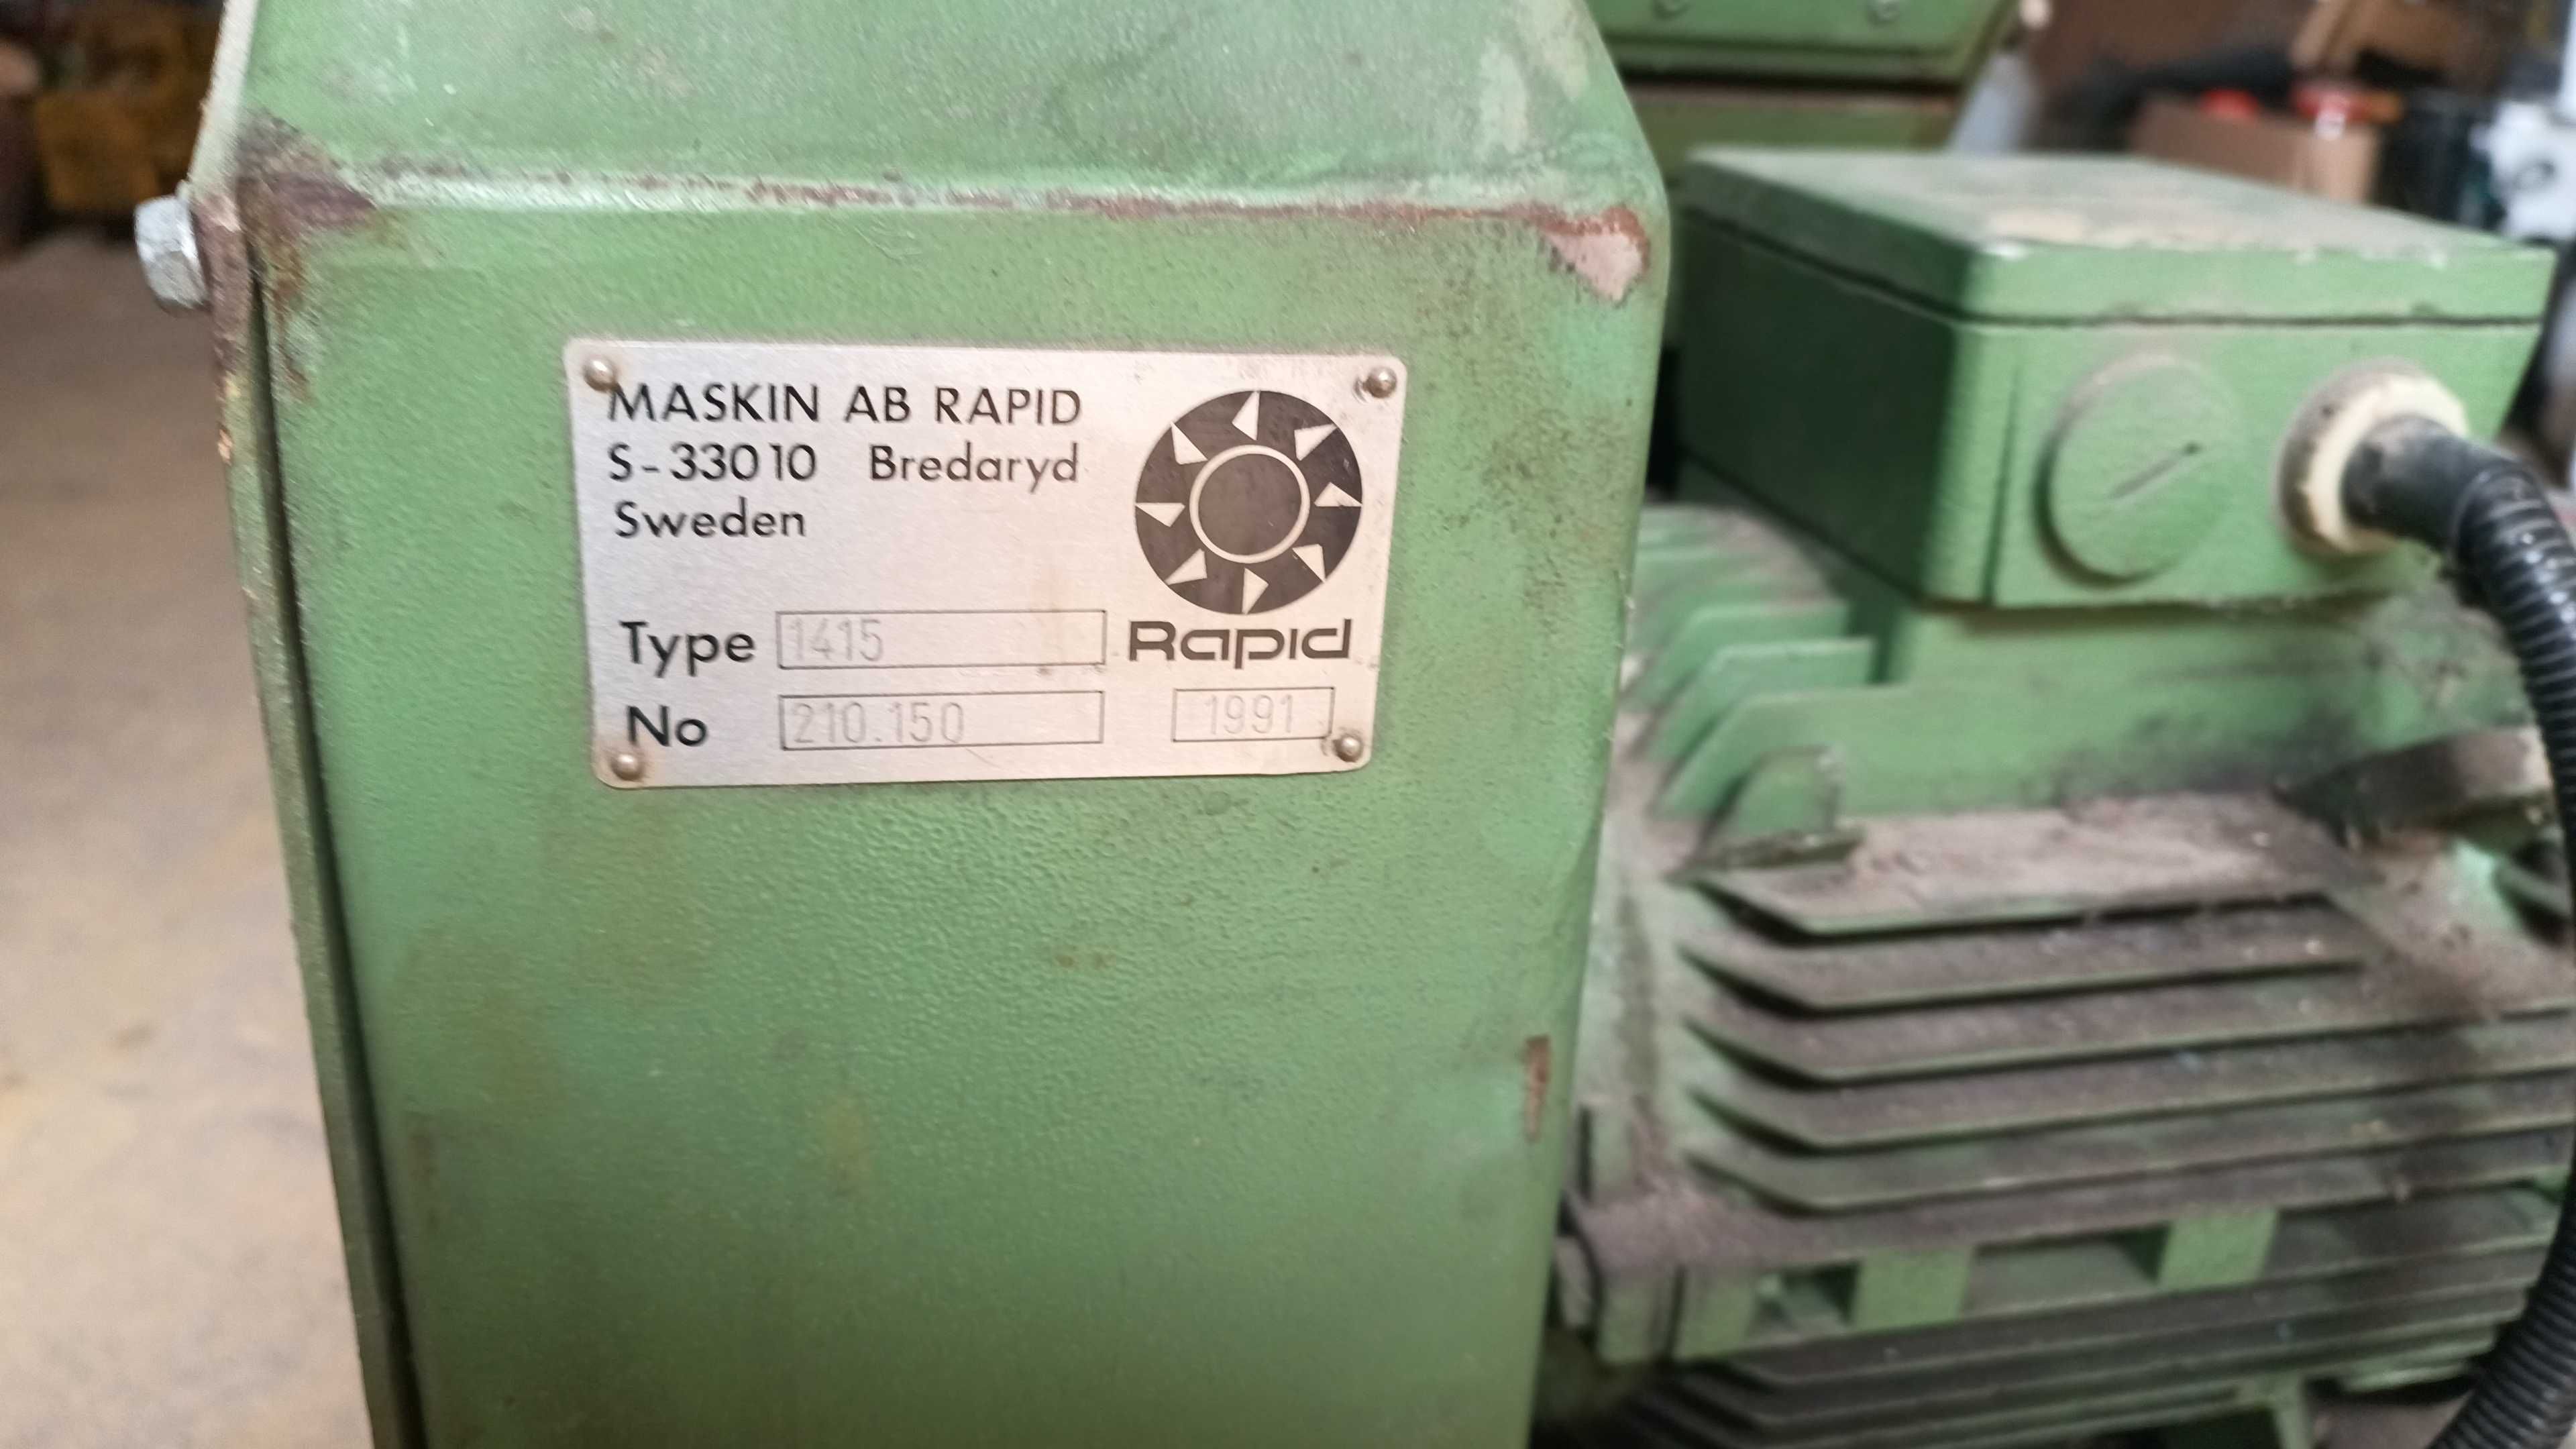 MASKIN AB RAPID
S-33010 Bredaryd
Sweden
Type 1415
Rapid
No 210.150 1991